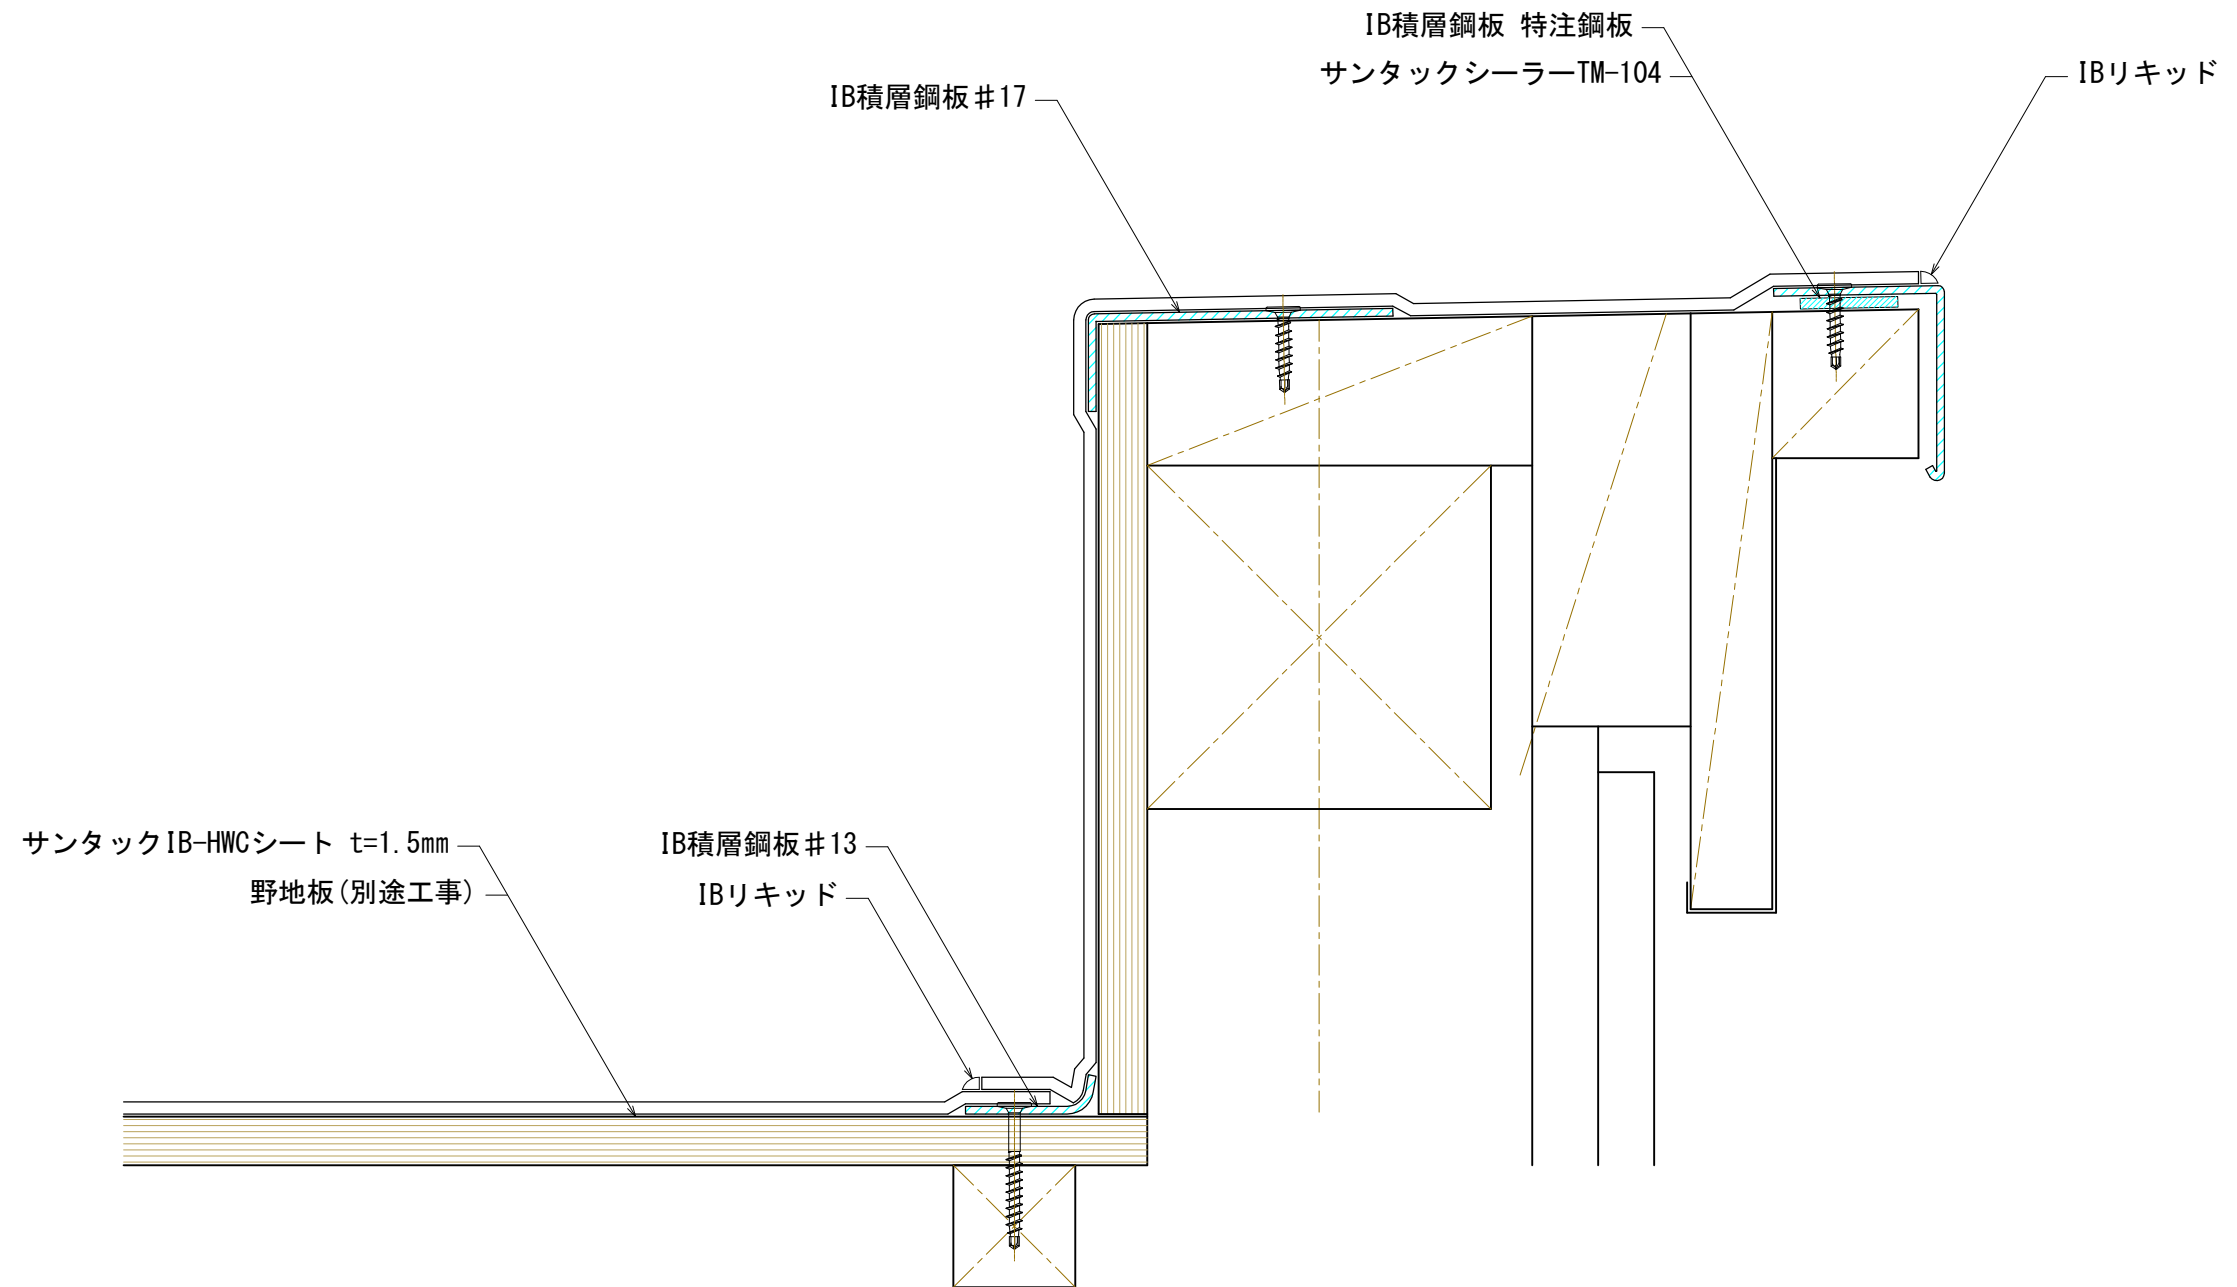 IB積層鋼板 特注鋼板
サンタックシーラーTM-104
IBリキッド
IB積層鋼板♯17
サンタックIB-HWCシート t=1.5mm
野地板(別途工事)
IB積層鋼板♯13
IBリキッド